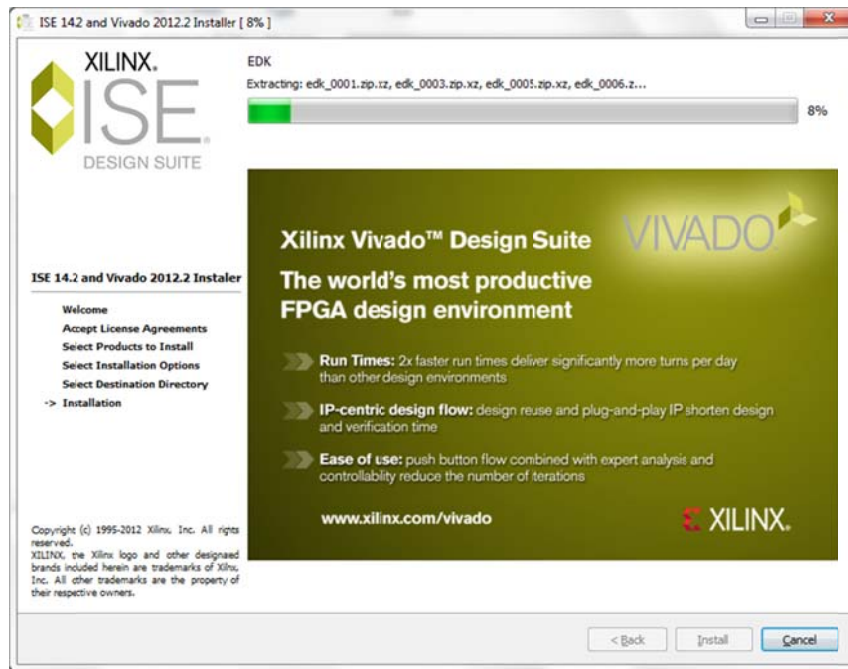 ISE 14.2 and Vivado 2012.2 Installer [ 8% ]
XILINX.
ISE®
DESIGN SUITE
EDK
Extracting: edk_0001.zip.xz, edk_0003.zip.xz, edk_0005.zip.xz, edk_0006.z...
8%
ISE 14.2 and Vivado 2012.2 Installer
Welcome
Accept License Agreements
Select Products to Install
Select Installation Options
Select Destination Directory
-> Installation
VIVADO
Xilinx Vivado™ Design Suite
The world's most productive
FPGA design environment
Run Times: 2x faster run times deliver significantly more turns per day
than other design environments
IP-centric design flow: design reuse and plug-and-play IP shorten design
and verification time
Ease of use: push button flow combined with expert analysis and
controllablity reduce the number of iterations
www.xilinx.com/vivado
XILINX®
Copyright (c) 1995-2012 Xilinx, Inc. All rights
reserved.
XILINX, the Xilinx logo and other designaed
brands included herein are trademarks of Xilinx,
Inc. All other trademarks are the property of
their respective owners.
< Back
Install
Cancel